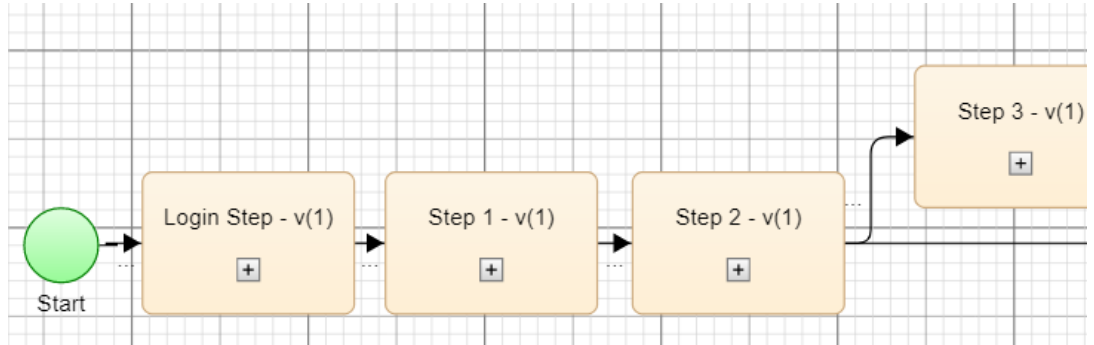 Step 3 - v(1)
Login Step - v(1)
Step 1 - v(1)
Step 2 - v(1)
...
...
...
...
Start